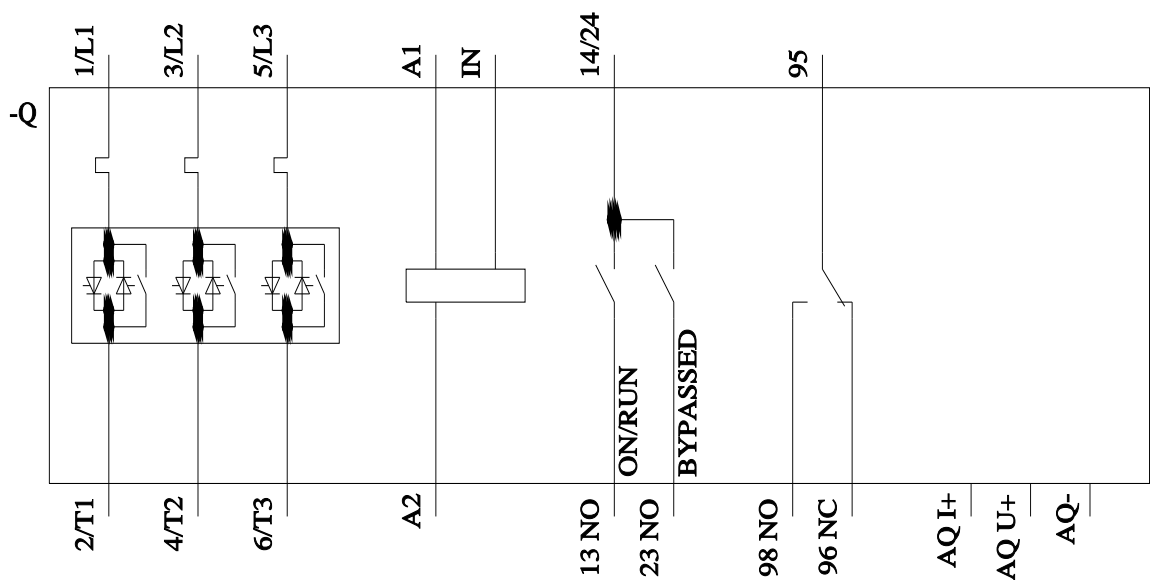 1/L1
3/L2
5/L3
A1
IN
14/24
95
-Q
ON/RUN
BYPASSED
2/T1
4/T2
6/T3
A2
13 NO
23 NO
98 NO
96 NC
AQ I+
AQ U+
AQ-